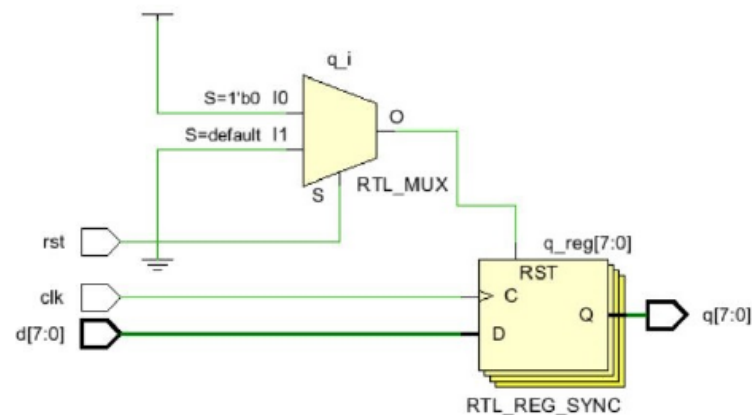 q_i
S=1'b0 I0
O
S=default I1
S
RTL_MUX
rst
q_reg[7:0]
RST
clk
C
Q
q[7:0]
d[7:0]
D
RTL_REG_SYNC